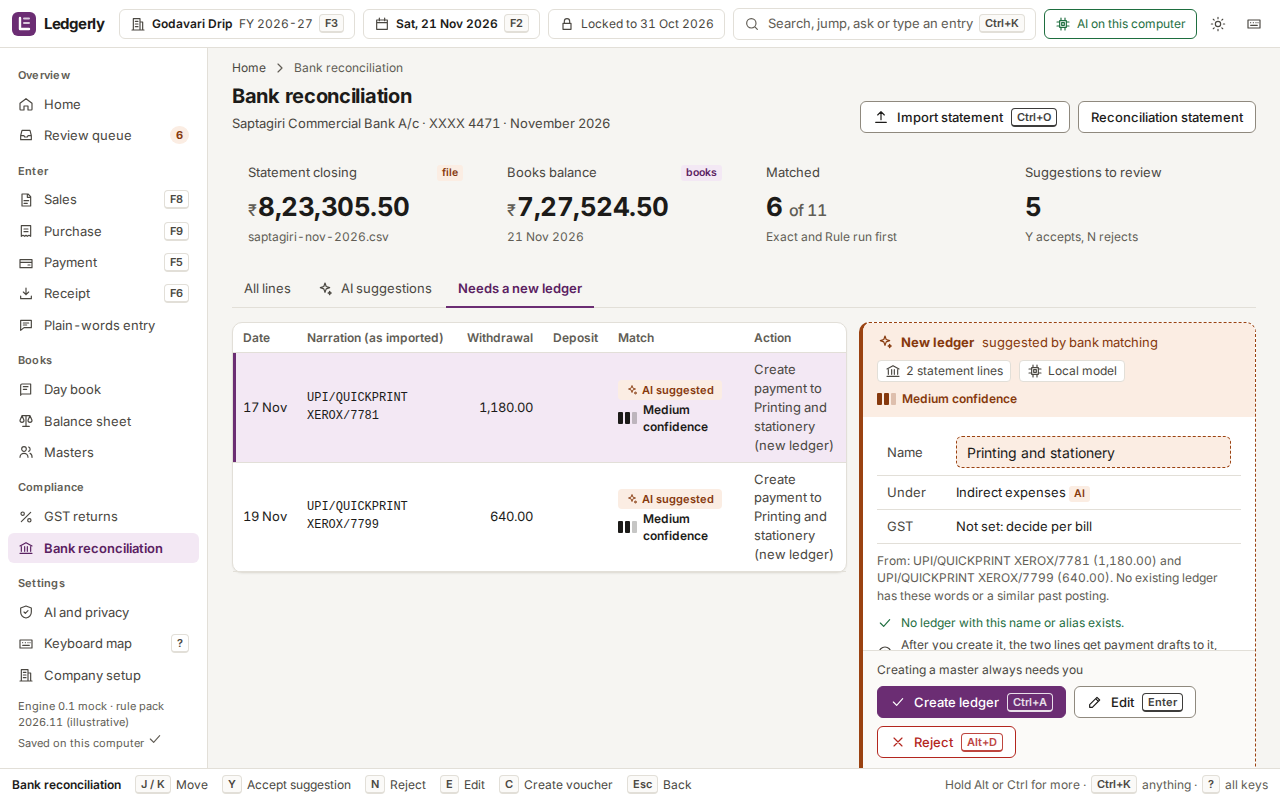 Ledgerly
Godavari Drip FY 2026-27 F3
Sat, 21 Nov 2026 F2
Locked to 31 Oct 2026
Search, jump, ask or type an entry Ctrl+K
AI on this computer
Overview
Home
Review queue 6
Enter
Sales F8
Purchase F9
Payment F5
Receipt F6
Plain-words entry
Books
Day book
Balance sheet
Masters
Compliance
GST returns
Bank reconciliation
Settings
AI and privacy
Keyboard map ?
Company setup
Engine 0.1 mock · rule pack
2026.11 (illustrative)
Saved on this computer
Home > Bank reconciliation
Bank reconciliation
Saptagiri Commercial Bank A/c · XXXX 4471 · November 2026
Import statement Ctrl+O
Reconciliation statement
Statement closing file
₹8,23,305.50
saptagiri-nov-2026.csv
Books balance books
₹7,27,524.50
21 Nov 2026
Matched
6 of 11
Exact and Rule run first
Suggestions to review
5
Y accepts, N rejects
All lines
AI suggestions
Needs a new ledger
Date Narration (as imported) Withdrawal Deposit Match Action
17 Nov
UPI/QUICKPRINT
XEROX/7781
1,180.00
AI suggested
Medium
confidence
Create
payment to
Printing and
stationery
(new ledger)
19 Nov
UPI/QUICKPRINT
XEROX/7799
640.00
AI suggested
Medium
confidence
Create
payment to
Printing and
stationery
(new ledger)
New ledger suggested by bank matching
2 statement lines
Local model
Medium confidence
Name Printing and stationery
Under Indirect expenses AI
GST Not set: decide per bill
From: UPI/QUICKPRINT XEROX/7781 (1,180.00) and
UPI/QUICKPRINT XEROX/7799 (640.00). No existing ledger
has these words or a similar past posting.
No ledger with this name or alias exists.
After you create it, the two lines get payment drafts to it,
Creating a master always needs you
Create ledger Ctrl+A
Edit Enter
Reject Alt+D
Bank reconciliation J / K Move Y Accept suggestion N Reject E Edit C Create voucher Esc Back
Hold Alt or Ctrl for more · Ctrl+K anything · ? all keys